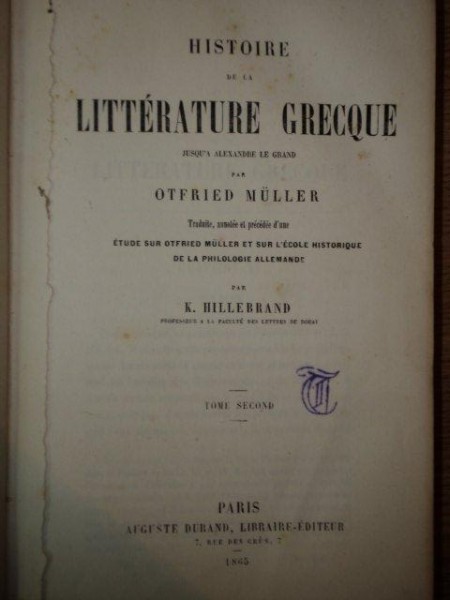 HISTOIRE
DE LA
LITTÉRATURE GRECQUE
JUSQU'A ALEXANDRE LE GRAND
PAR
OTFRIED MÜLLER
Traduite, annotée et précédée d'une
ÉTUDE SUR OTFRIED MÜLLER ET SUR L'ÉCOLE HISTORIQUE
DE LA PHILOLOGIE ALLEMANDE
PAR
K. HILLEBRAND
PROFESSEUR A LA FACULTÉ DES LETTRES DE DOUAI
TOME SECOND
PARIS
AUGUSTE DURAND, LIBRAIRE-ÉDITEUR
7, RUE DES GRÈS, 7
1865